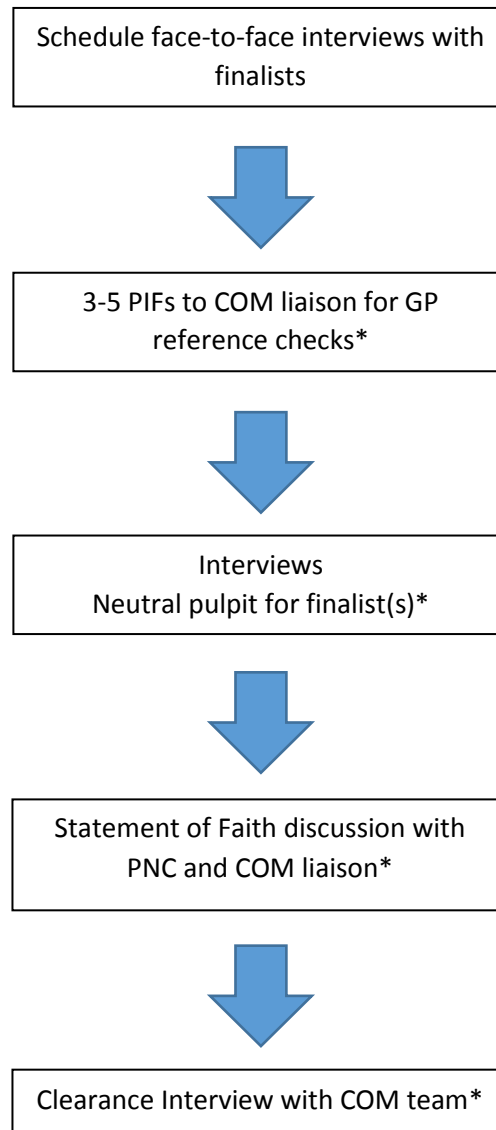 Schedule face-to-face interviews with
finalists
3-5 PIFs to COM liaison for GP
reference checks*
Interviews
Neutral pulpit for finalist(s)*
Statement of Faith discussion with
PNC and COM liaison*
Clearance Interview with COM team*